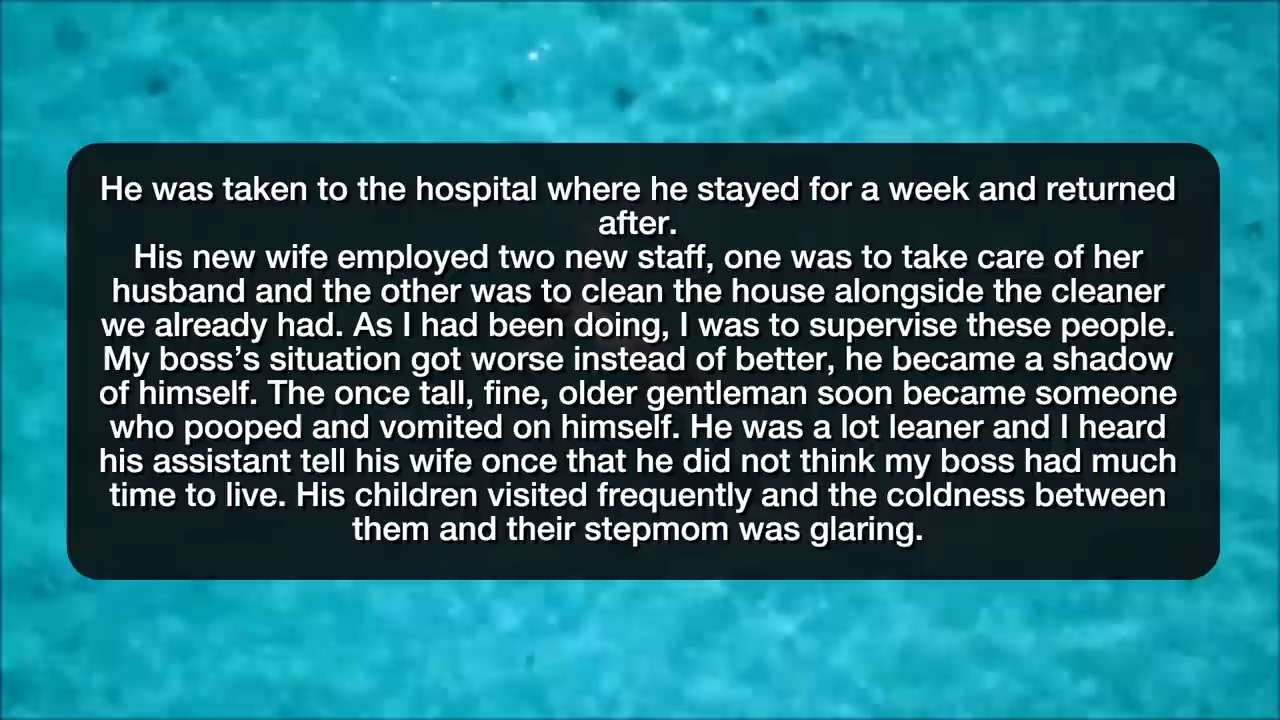 He was taken to the hospital where he stayed for a week and returned
after.
His new wife employed two new staff, one was to take care of her
husband and the other was to clean the house alongside the cleaner
we already had. As I had been doing, I was to supervise these people.
My boss’s situation got worse instead of better, he became a shadow
of himself. The once tall, fine, older gentleman soon became someone
who pooped and vomited on himself. He was a lot leaner and I heard
his assistant tell his wife once that he did not think my boss had much
time to live. His children visited frequently and the coldness between
them and their stepmom was glaring.